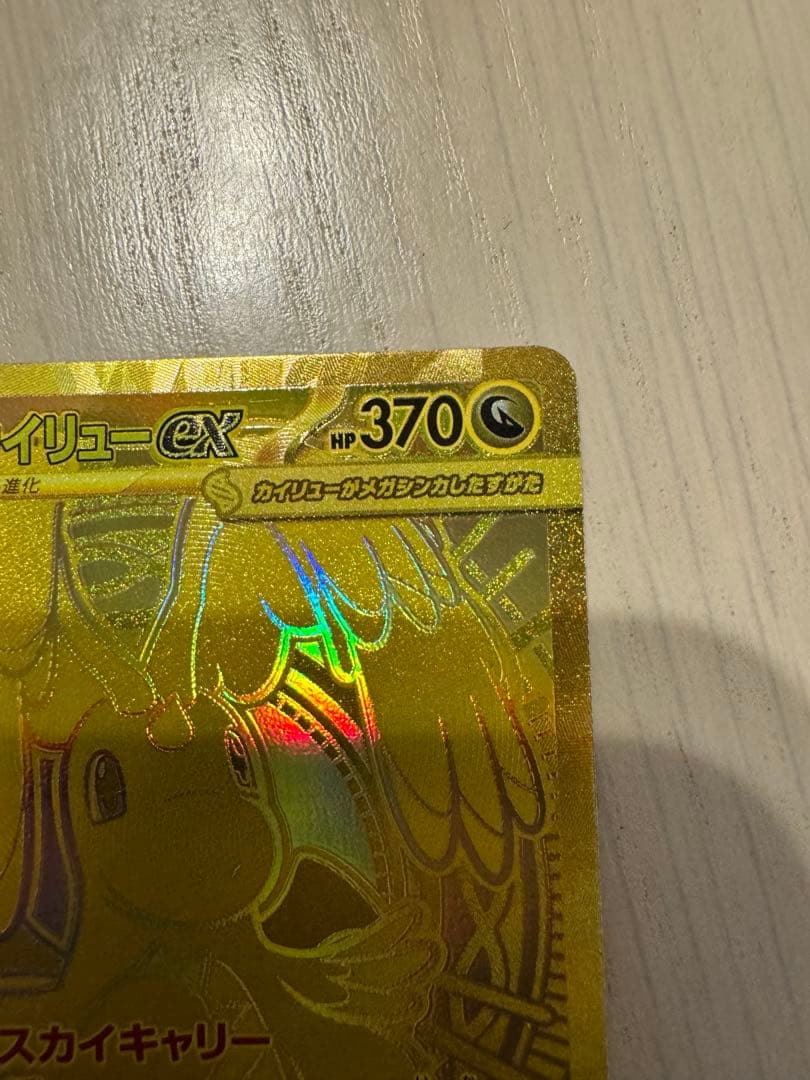 イリューex HP370
進化
カイリューがメガシンカしたすがた
スカイキャリー